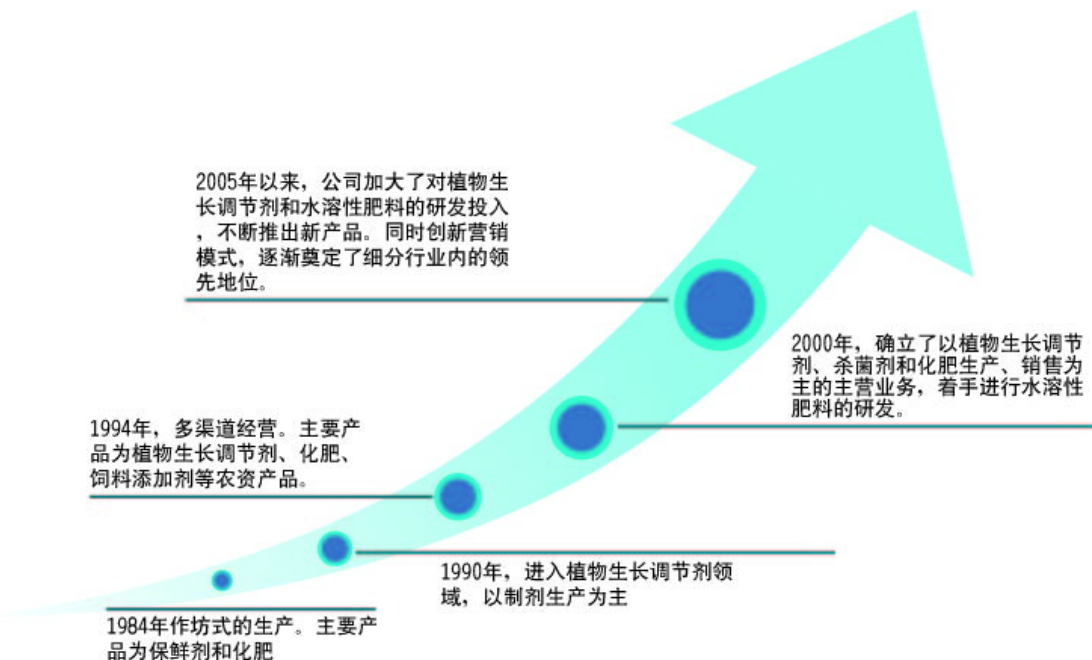 2005年以来，公司加大了对植物生
长调节剂和水溶性肥料的研发投入
，不断推出新产品。同时创新营销
模式，逐渐奠定了细分行业内的领
先地位。
2000年，确立了以植物生长调节
剂、杀菌剂和化肥生产、销售为
主的主营业务，着手进行水溶性
肥料的研发。
1994年，多渠道经营。主要产
品为植物生长调节剂、化肥、
饲料添加剂等农资产品。
1990年，进入植物生长调节剂领
域，以制剂生产为主
1984年作坊式的生产。主要产
品为保鲜剂和化肥